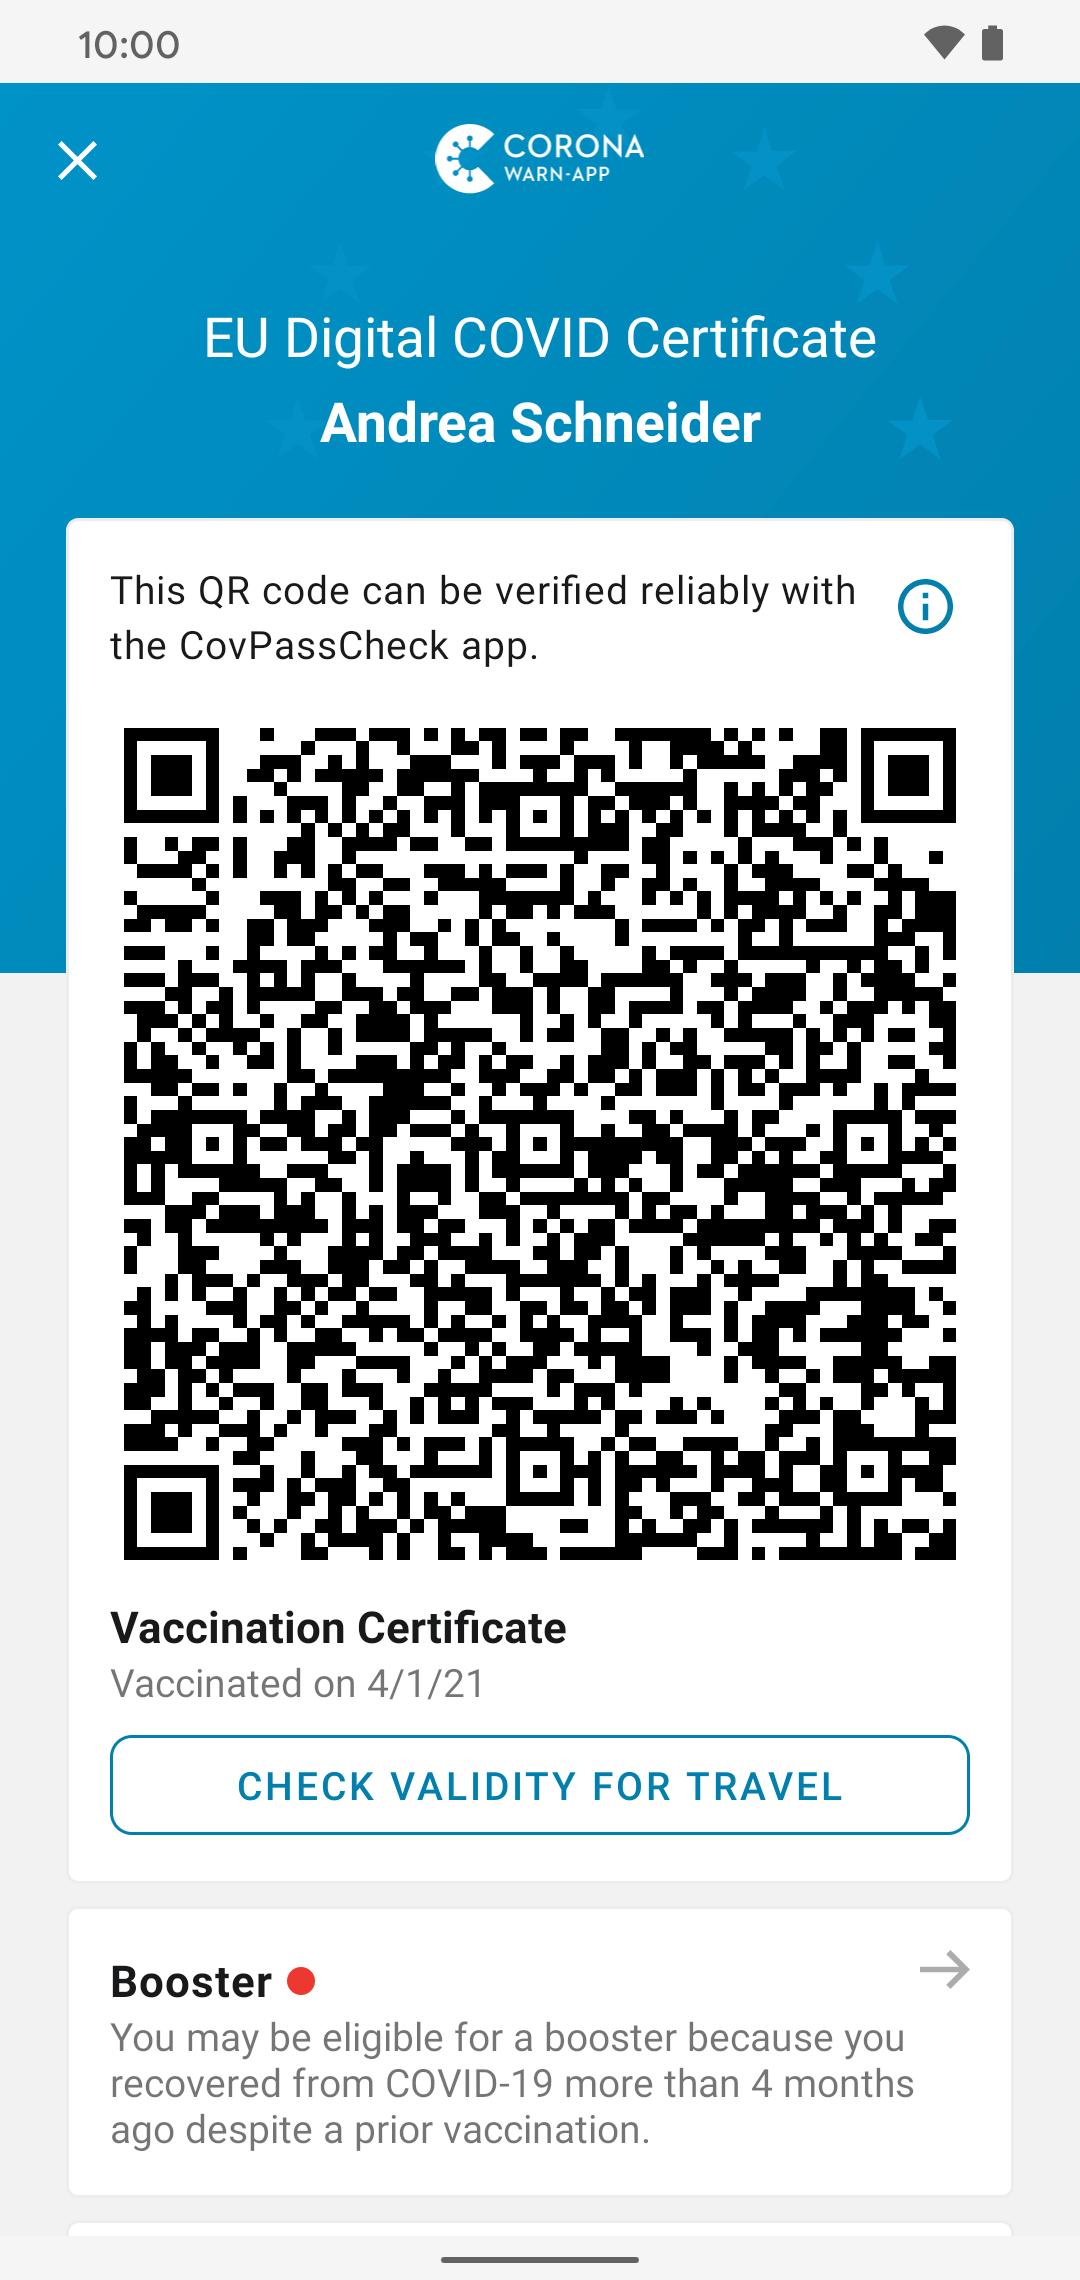 10:00
CORONA
WARN-APP
EU Digital COVID Certificate
Andrea Schneider
This QR code can be verified reliably with
the CovPassCheck app.
Vaccination Certificate
Vaccinated on 4/1/21
CHECK VALIDITY FOR TRAVEL
Booster
You may be eligible for a booster because you
recovered from COVID-19 more than 4 months
ago despite a prior vaccination.